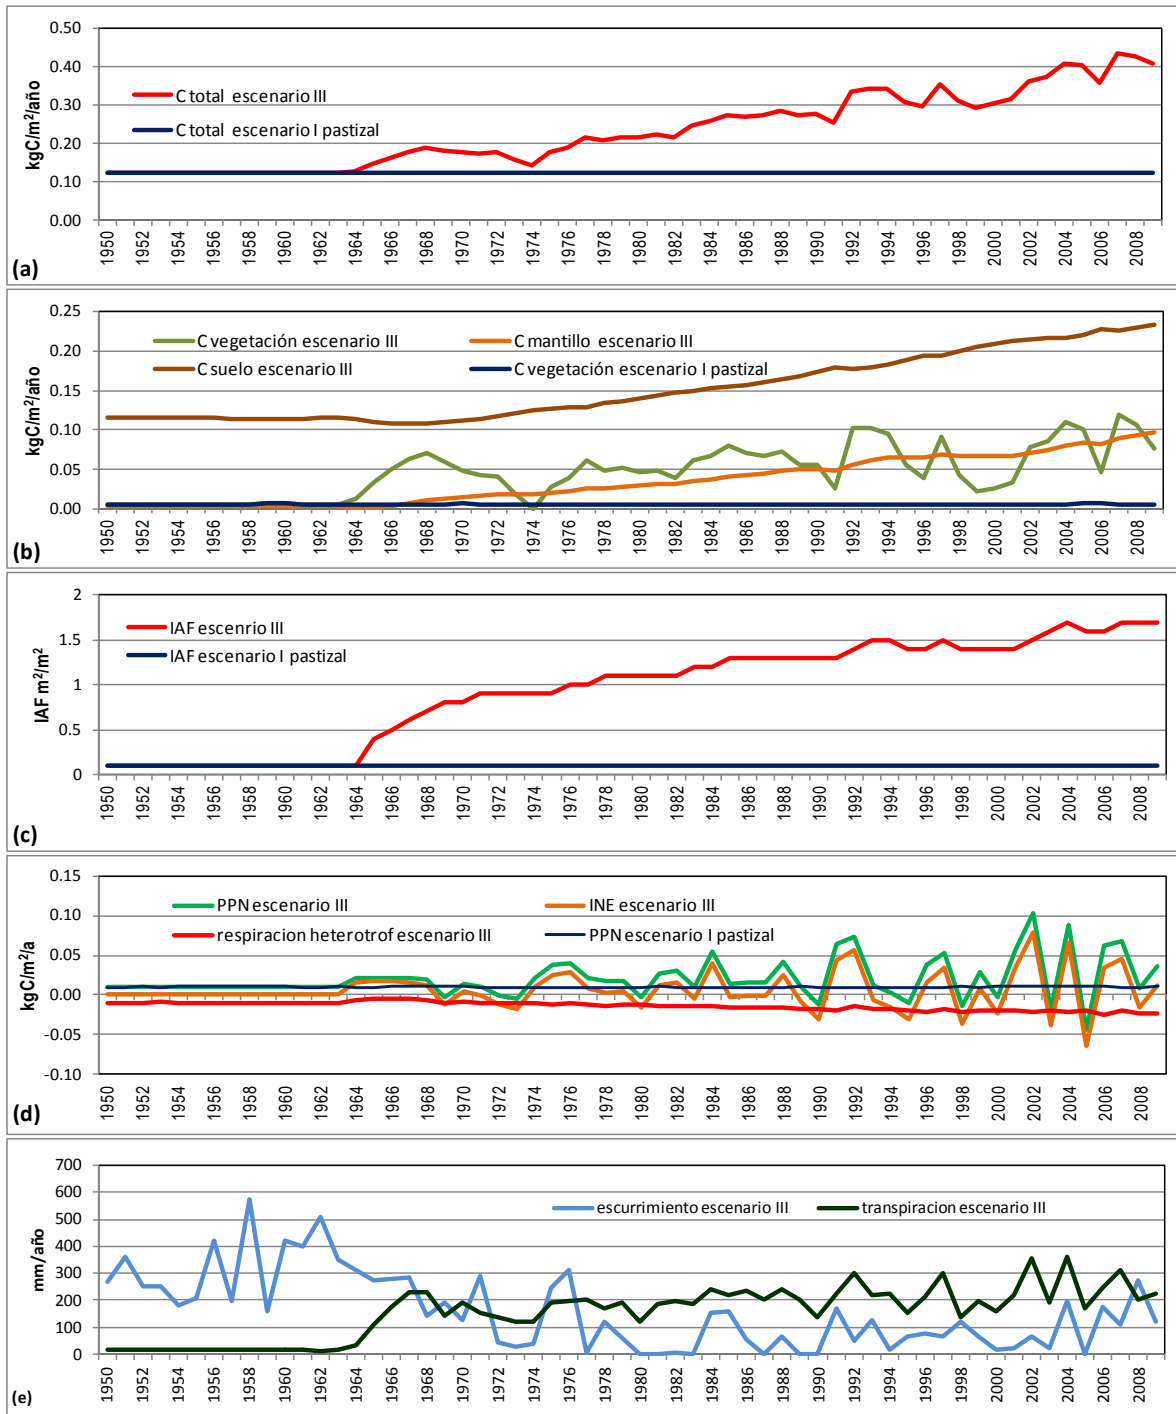 0.50
0.40
0.30
0.20
0.10
0.00
kgC/m²/año
C total escenario III
C total escenario I pastizal
1950 1952 1954 1956 1958 1960 1962 1964 1966 1968 1970 1972 1974 1976 1978 1980 1982 1984 1986 1988 1990 1992 1994 1996 1998 2000 2002 2004 2006 2008
(a)
0.25
0.20
0.15
0.10
0.05
0.00
kgC/m²/año
C vegetación escenario III
C mantillo escenario III
C suelo escenario III
C vegetación escenario I pastizal
1950 1952 1954 1956 1958 1960 1962 1964 1966 1968 1970 1972 1974 1976 1978 1980 1982 1984 1986 1988 1990 1992 1994 1996 1998 2000 2002 2004 2006 2008
(b)
2
1.5
1
0.5
0
IAF m²/m²
IAF escenrio III
IAF escenario I pastizal
1950 1952 1954 1956 1958 1960 1962 1964 1966 1968 1970 1972 1974 1976 1978 1980 1982 1984 1986 1988 1990 1992 1994 1996 1998 2000 2002 2004 2006 2008
(c)
0.15
0.10
0.05
0.00
-0.05
-0.10
kgC/m²/a
PPN escenario III
INE escenario III
respiracion heterotrof escenario III
PPN escenario I pastizal
1950 1952 1954 1956 1958 1960 1962 1964 1966 1968 1970 1972 1974 1976 1978 1980 1982 1984 1986 1988 1990 1992 1994 1996 1998 2000 2002 2004 2006 2008
(d)
700
600
500
400
300
200
100
0
mm/año
escurrimiento escenario III
transpiracion escenario III
1950 1952 1954 1956 1958 1960 1962 1964 1966 1968 1970 1972 1974 1976 1978 1980 1982 1984 1986 1988 1990 1992 1994 1996 1998 2000 2002 2004 2006 2008
(e)